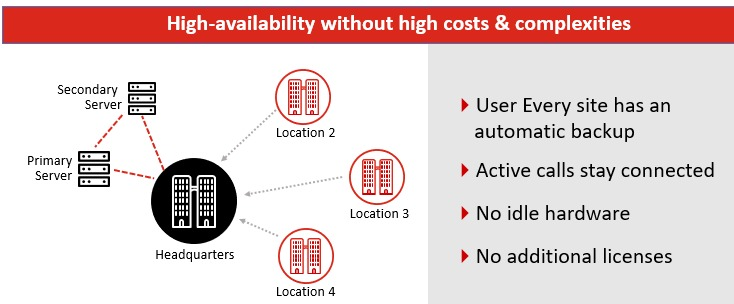 High-availability without high costs & complexities
Secondary
Server
Primary
Server
Headquarters
Location 2
Location 3
Location 4
User Every site has an
automatic backup
Active calls stay connected
No idle hardware
No additional licenses